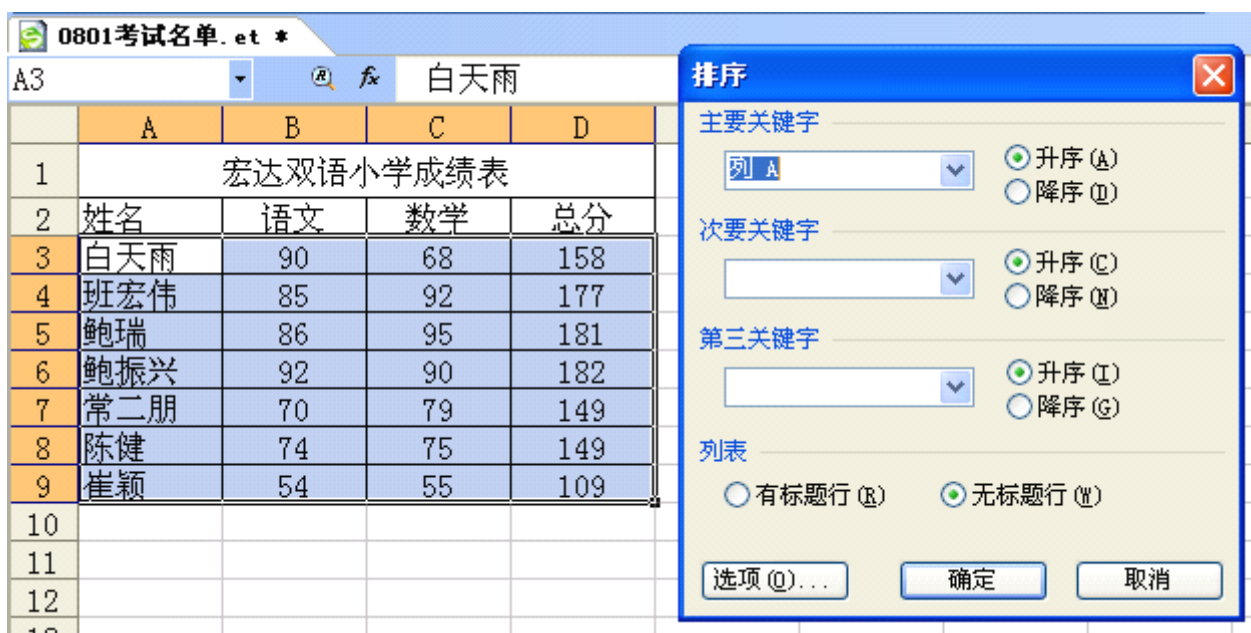 0801考试名单.et *
A3 fx 白天雨
A B C D
1 宏达双语小学成绩表
2 姓名 语文 数学 总分
3 白天雨 90 68 158
4 班宏伟 85 92 177
5 鲍瑞 86 95 181
6 鲍振兴 92 90 182
7 常二朋 70 79 149
8 陈健 74 75 149
9 崔颖 54 55 109
10
11
12
排序
主要关键字
列 A
升序(A)
降序(D)
次要关键字
升序(C)
降序(N)
第三关键字
升序(I)
降序(G)
列表
有标题行(R) 无标题行(W)
选项(O)... 确定 取消